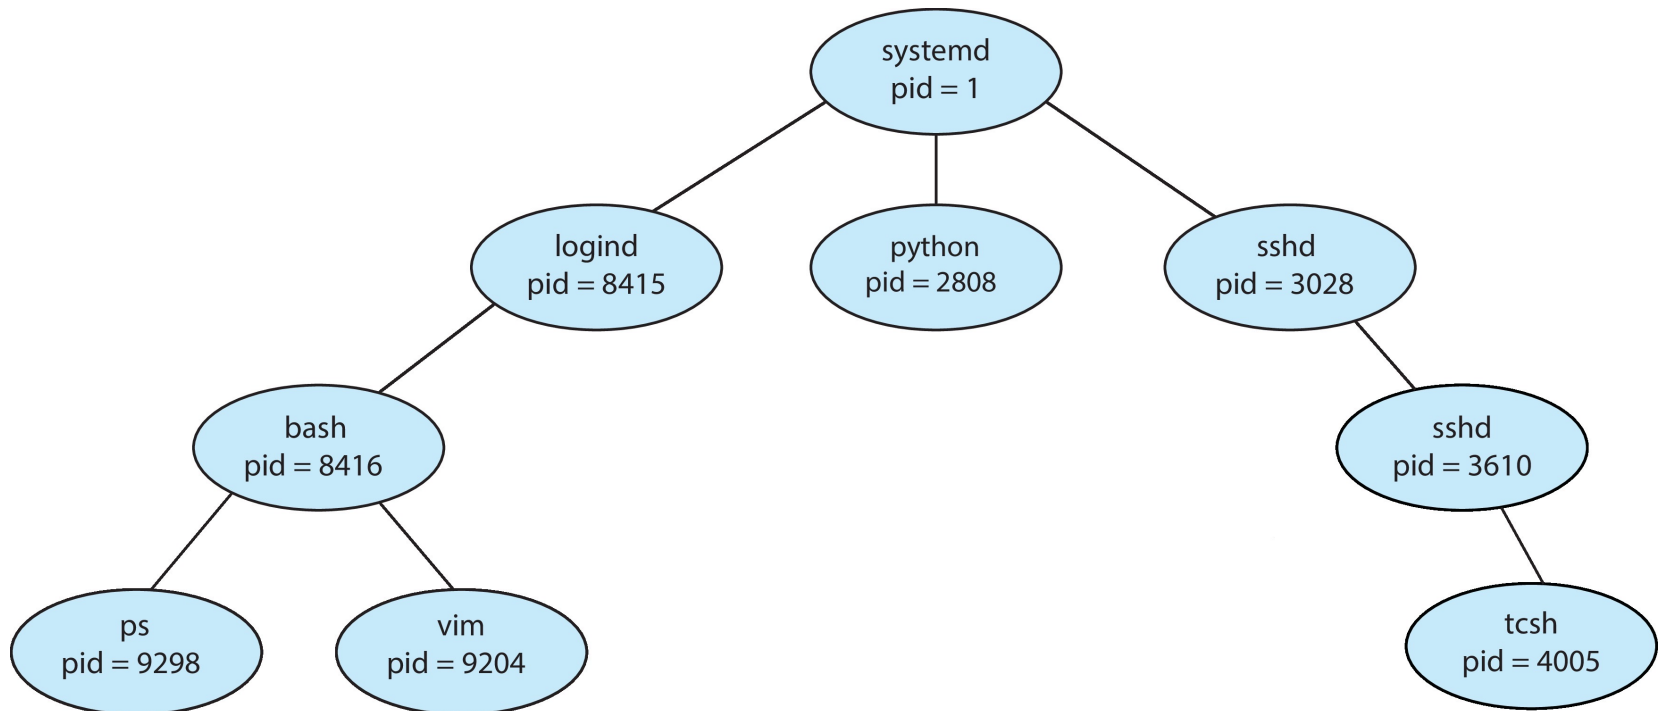 systemd
pid = 1
logind
pid = 8415
python
pid = 2808
sshd
pid = 3028
bash
pid = 8416
sshd
pid = 3610
ps
pid = 9298
vim
pid = 9204
tcsh
pid = 4005